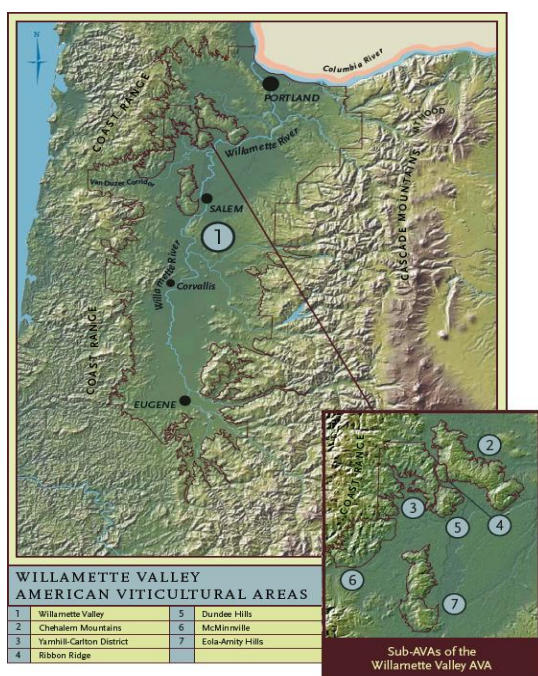 N
Columbia River
COAST RANGE
PORTLAND
MT HOOD
Willamette River
Van Duzer Corridor
SALEM
1
CASCADE MOUNTAINS
Willamette River
Corvallis
COAST RANGE
EUGENE
COAST RANGE
2
3
5
4
6
7
WILLAMETTE VALLEY
AMERICAN VITICULTURAL AREAS
1 Willamette Valley 5 Dundee Hills
2 Chehalem Mountains 6 McMinnville
3 Yamhill-Carlton District 7 Eola-Amity Hills
4 Ribbon Ridge
Sub-AVAs of the
Willamette Valley AVA